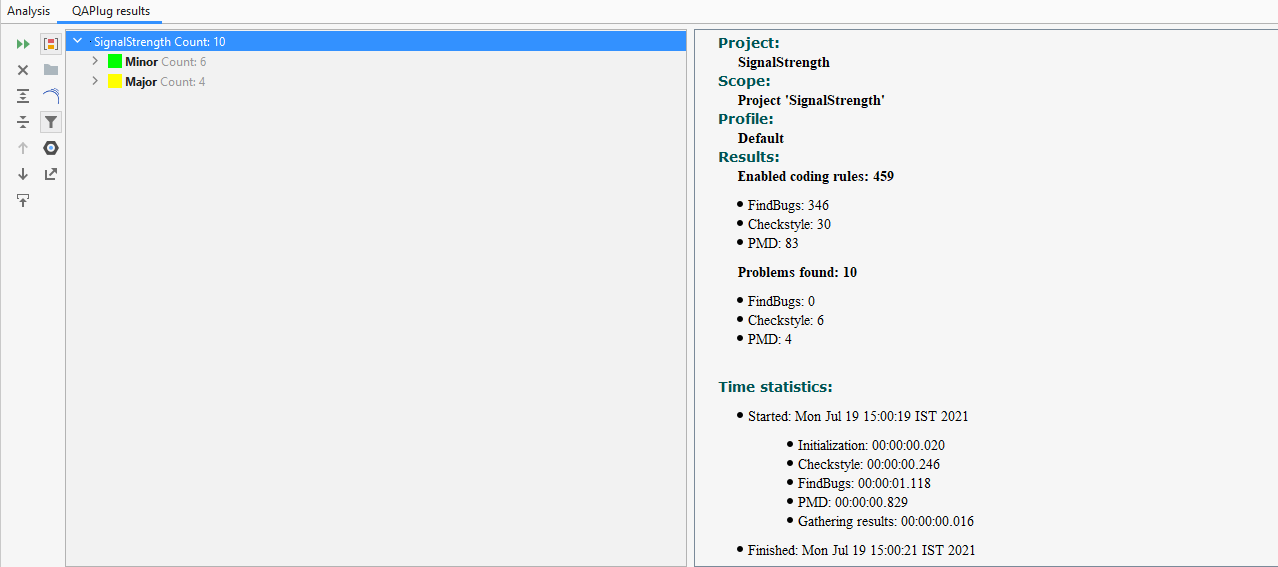 Analysis QAPlug results
SignalStrength Count: 10
Minor Count: 6
Major Count: 4
Project:
SignalStrength
Scope:
Project 'SignalStrength'
Profile:
Default
Results:
Enabled coding rules: 459
• FindBugs: 346
• Checkstyle: 30
• PMD: 83
Problems found: 10
• FindBugs: 0
• Checkstyle: 6
• PMD: 4
Time statistics:
• Started: Mon Jul 19 15:00:19 IST 2021
• Initialization: 00:00:00.020
• Checkstyle: 00:00:00.246
• FindBugs: 00:00:01.118
• PMD: 00:00:00.829
• Gathering results: 00:00:00.016
• Finished: Mon Jul 19 15:00:21 IST 2021